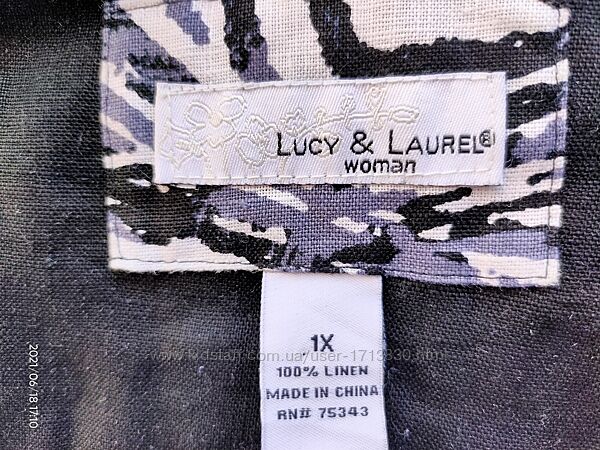 LUCY & LAUREL®
woman
1X
100% LINEN
MADE IN CHINA
RN# 75343
2021/06/18 17:10